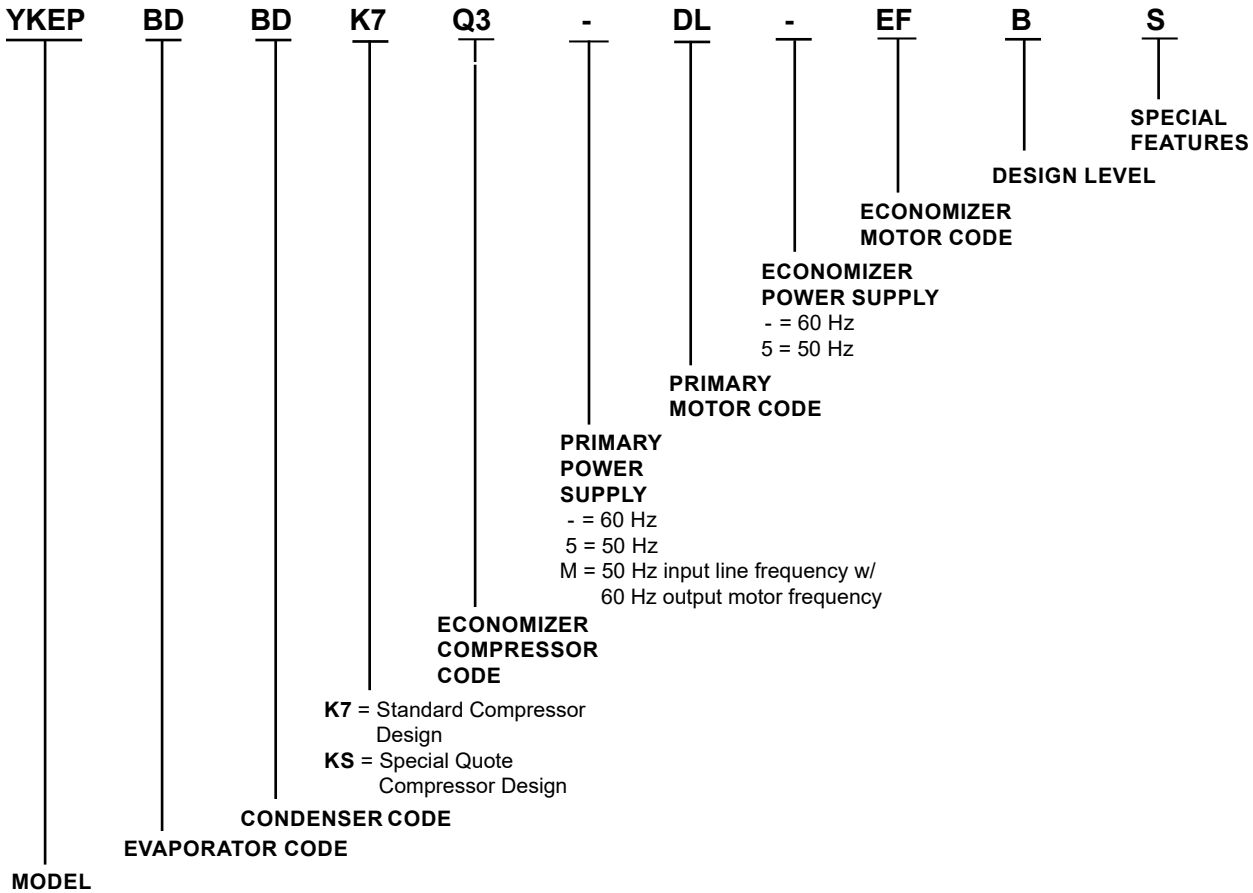 YKEP BD BD K7 Q3 - DL - EF B S
SPECIAL
FEATURES
DESIGN LEVEL
ECONOMIZER
MOTOR CODE
ECONOMIZER
POWER SUPPLY
- = 60 Hz
5 = 50 Hz
PRIMARY
MOTOR CODE
PRIMARY
POWER
SUPPLY
- = 60 Hz
5 = 50 Hz
M = 50 Hz input line frequency w/
60 Hz output motor frequency
ECONOMIZER
COMPRESSOR
CODE
K7 = Standard Compressor
Design
KS = Special Quote
Compressor Design
CONDENSER CODE
EVAPORATOR CODE
MODEL